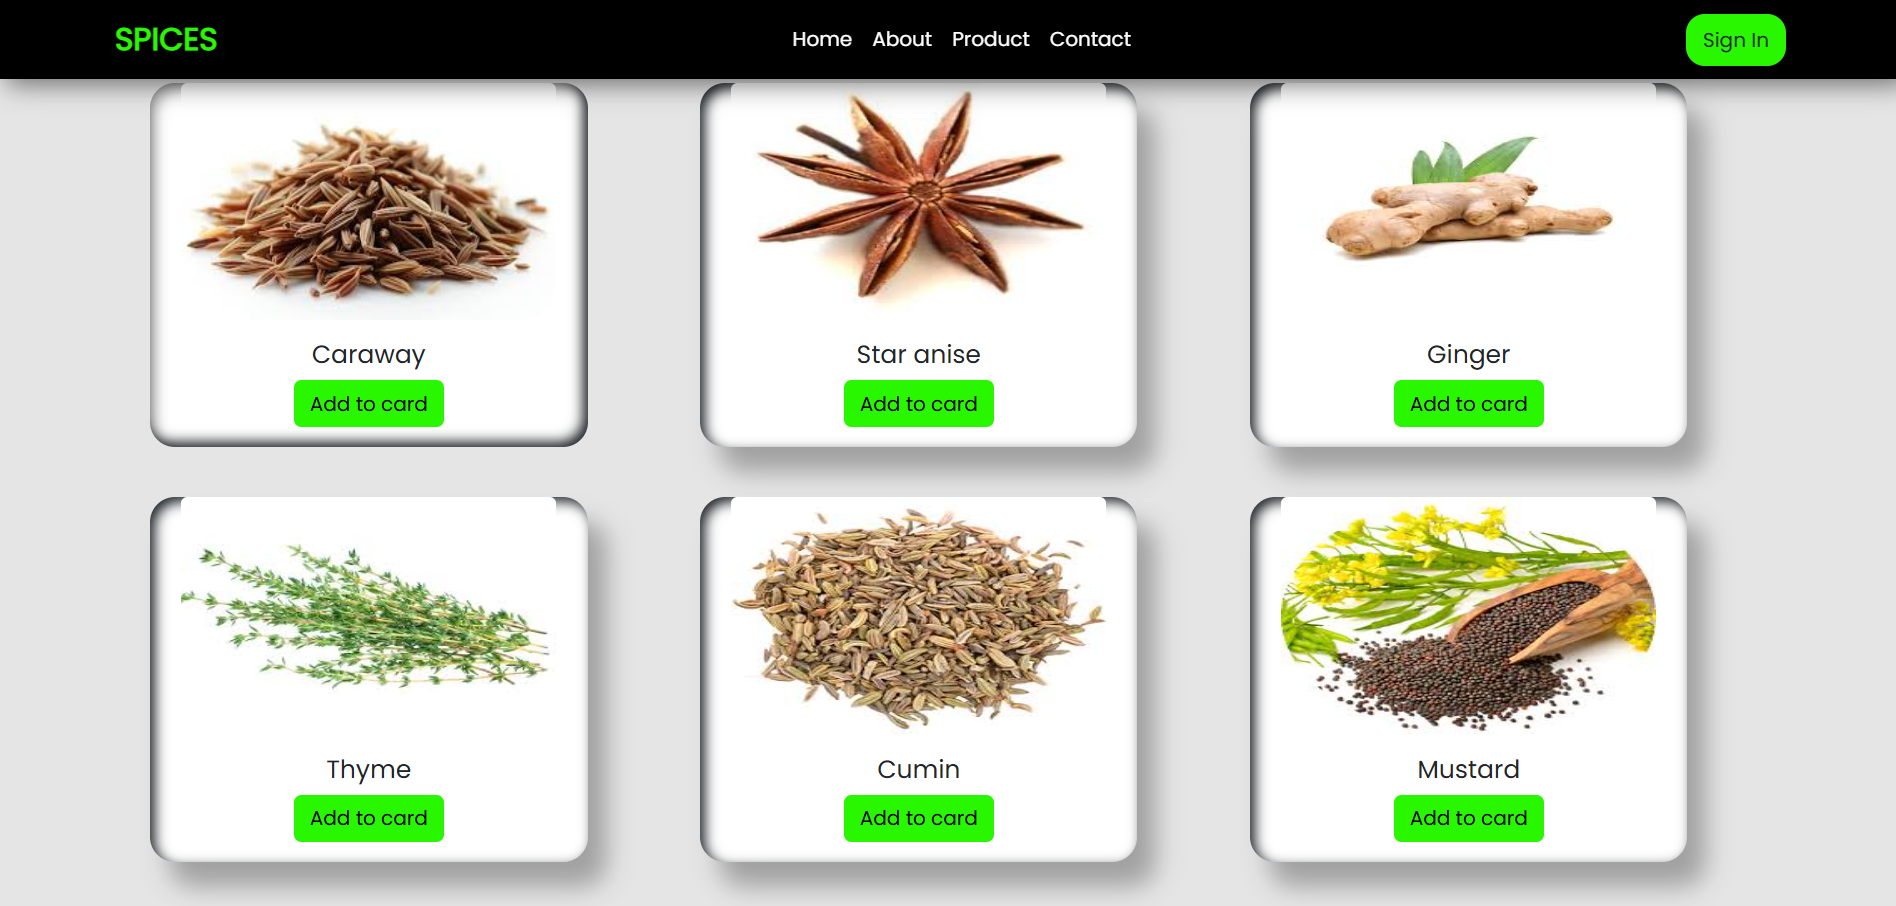 SPICES
Home About Product Contact
Sign In
Caraway Star anise Ginger
Add to card Add to card Add to card
Thyme Cumin Mustard
Add to card Add to card Add to card